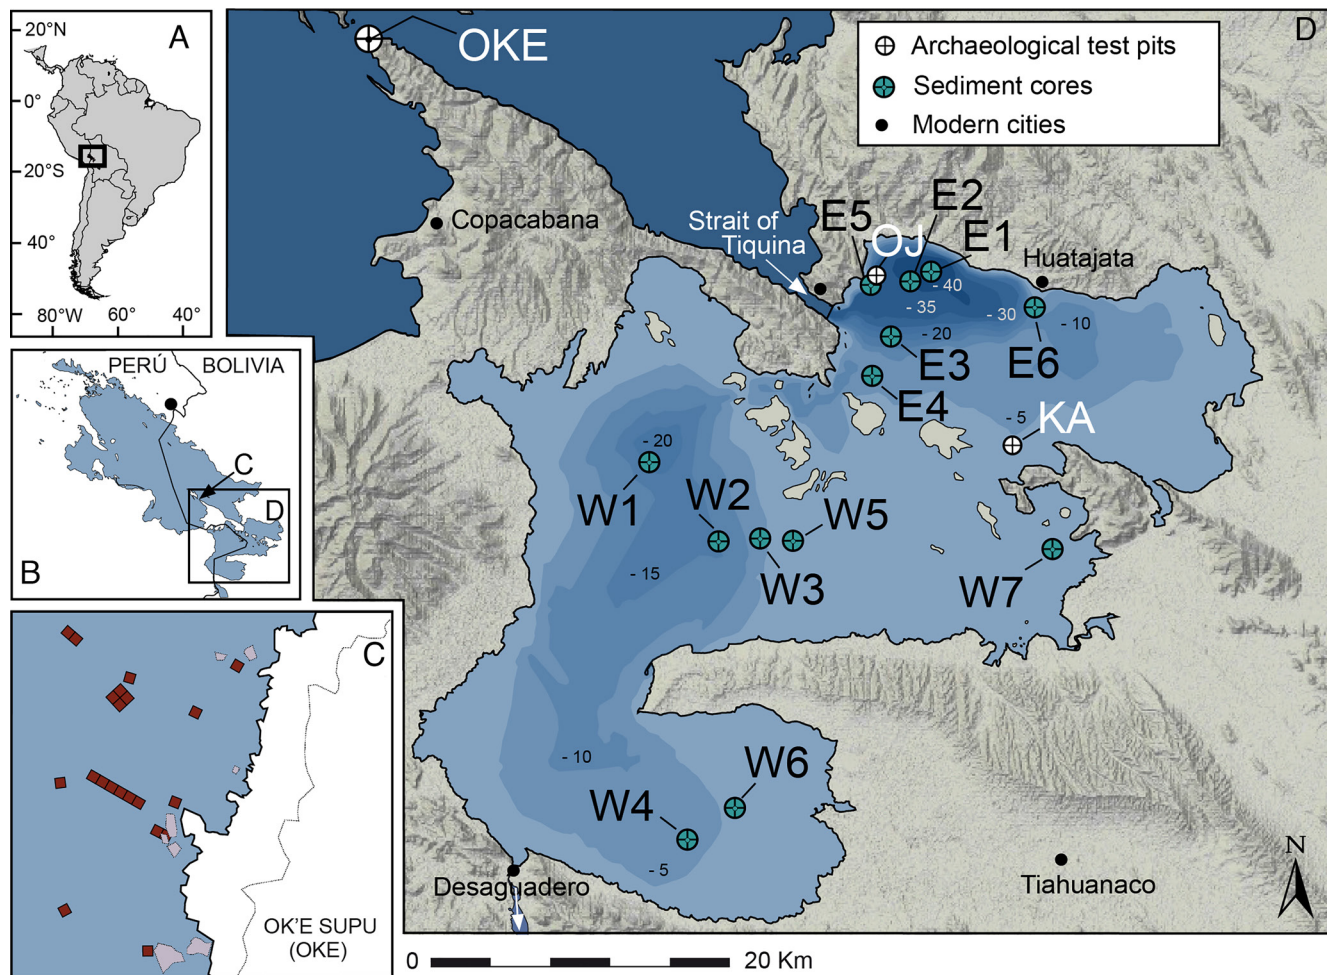 A
20°N
0°
20°S
40°
80°W
60°
40°
B
PERÚ
BOLIVIA
C
D
C
OK'E SUPU
(OKE)
D
OKE
Archaeological test pits
Sediment cores
Modern cities
Copacabana
Strait of
Tiquina
E5
OJ
E2
E1
Huatajata
- 40
- 35
- 30
- 10
- 20
E3
E6
E4
- 5
KA
- 20
W1
W2
W5
W3
- 15
W7
- 10
W6
W4
- 5
Desaguadero
Tiahuanaco
N
0
20 Km